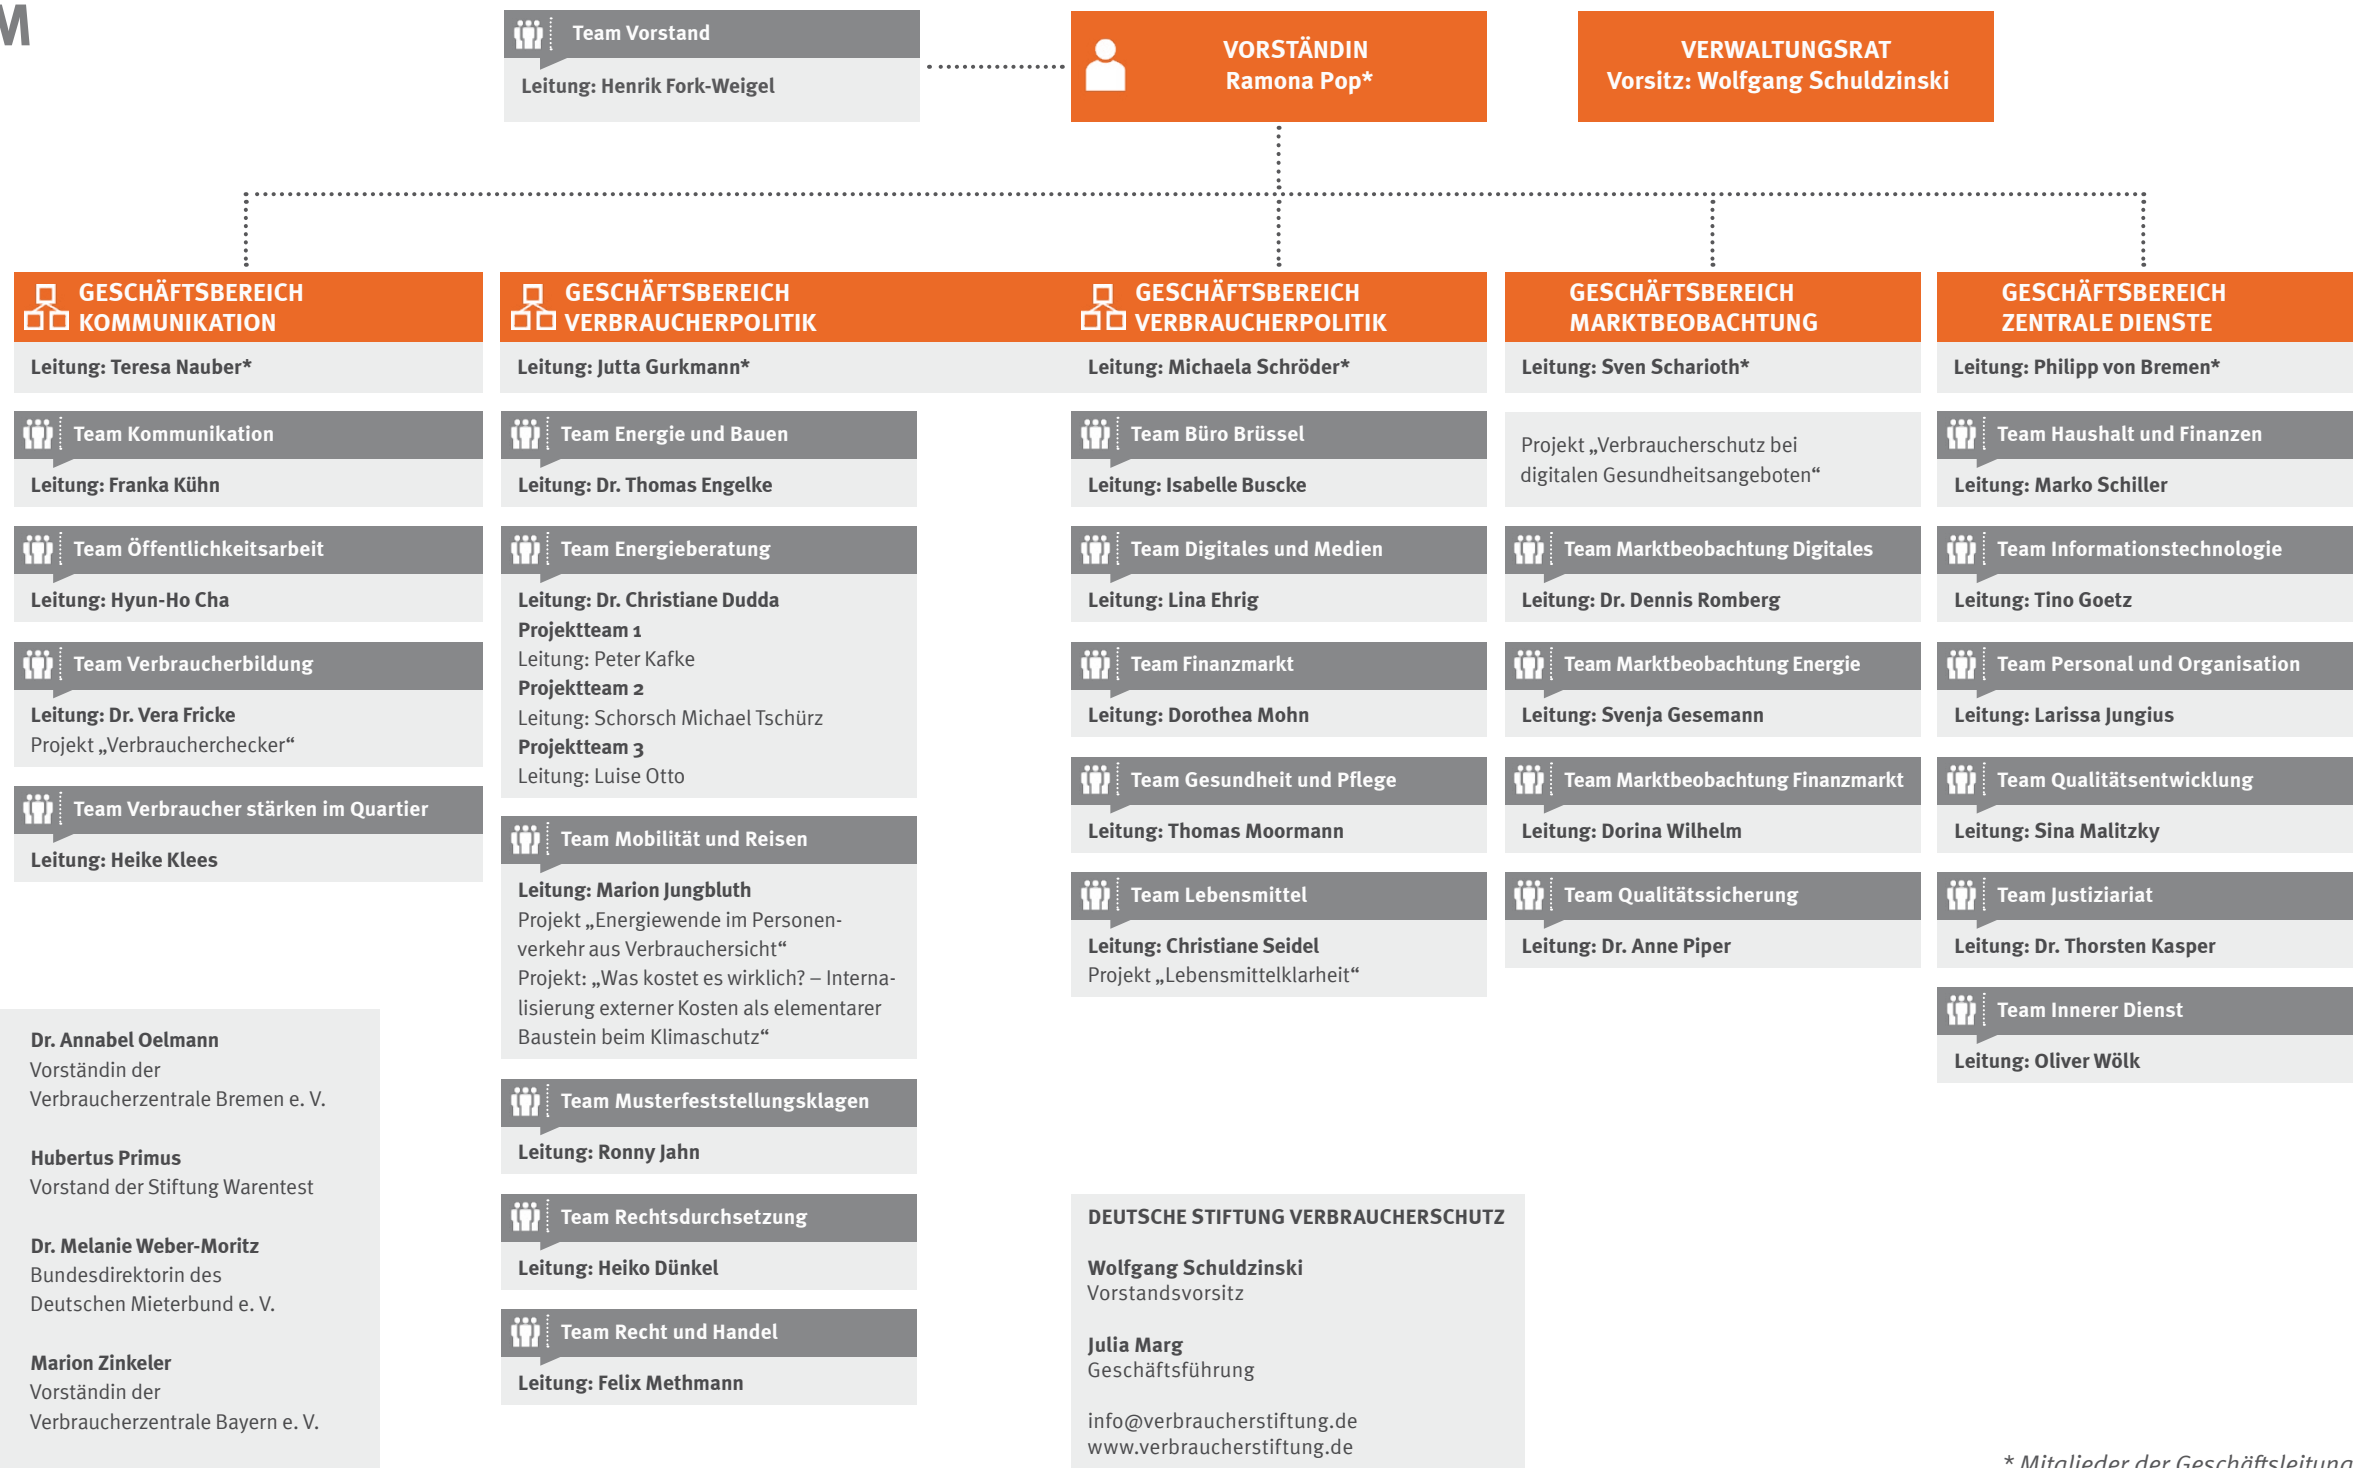 M
Team Vorstand
Leitung: Henrik Fork-Weigel
VORSTÄNDIN
Ramona Pop*
VERWALTUNGSRAT
Vorsitz: Wolfgang Schuldzinski
GESCHÄFTSBEREICH
KOMMUNIKATION
Leitung: Teresa Nauber*
Team Kommunikation
Leitung: Franka Kühn
Team Öffentlichkeitsarbeit
Leitung: Hyun-Ho Cha
Team Verbraucherbildung
Leitung: Dr. Vera Fricke
Projekt „Verbraucherchecker“
Team Verbraucher stärken im Quartier
Leitung: Heike Klees
Dr. Annabel Oelmann
Vorständin der
Verbraucherzentrale Bremen e. V.
Hubertus Primus
Vorstand der Stiftung Warentest
Dr. Melanie Weber-Moritz
Bundesdirektorin des
Deutschen Mieterbund e. V.
Marion Zinkeler
Vorständin der
Verbraucherzentrale Bayern e. V.
GESCHÄFTSBEREICH
VERBRAUCHERPOLITIK
Leitung: Jutta Gurkmann*
Team Energie und Bauen
Leitung: Dr. Thomas Engelke
Team Energieberatung
Leitung: Dr. Christiane Dudda
Projektteam 1
Leitung: Peter Kafke
Projektteam 2
Leitung: Schorsch Michael Tschürz
Projektteam 3
Leitung: Luise Otto
Team Mobilität und Reisen
Leitung: Marion Jungbluth
Projekt „Energiewende im Personen-
verkehr aus Verbrauchersicht“
Projekt: „Was kostet es wirklich? – Interna-
lisierung externer Kosten als elementarer
Baustein beim Klimaschutz“
Team Musterfeststellungsklagen
Leitung: Ronny Jahn
Team Rechtsdurchsetzung
Leitung: Heiko Dünkel
Team Recht und Handel
Leitung: Felix Methmann
GESCHÄFTSBEREICH
VERBRAUCHERPOLITIK
Leitung: Michaela Schröder*
Team Büro Brüssel
Leitung: Isabelle Buscke
Team Digitales und Medien
Leitung: Lina Ehrig
Team Finanzmarkt
Leitung: Dorothea Mohn
Team Gesundheit und Pflege
Leitung: Thomas Moormann
Team Lebensmittel
Leitung: Christiane Seidel
Projekt „Lebensmittelklarheit“
DEUTSCHE STIFTUNG VERBRAUCHERSCHUTZ
Wolfgang Schuldzinski
Vorstandsvorsitz
Julia Marg
Geschäftsführung
info@verbraucherstiftung.de
www.verbraucherstiftung.de
GESCHÄFTSBEREICH
MARKTBEOBACHTUNG
Leitung: Sven Scharioth*
Projekt „Verbraucherschutz bei
digitalen Gesundheitsangeboten“
Team Marktbeobachtung Digitales
Leitung: Dr. Dennis Romberg
Team Marktbeobachtung Energie
Leitung: Svenja Gesemann
Team Marktbeobachtung Finanzmarkt
Leitung: Dorina Wilhelm
Team Qualitätssicherung
Leitung: Dr. Anne Piper
GESCHÄFTSBEREICH
ZENTRALE DIENSTE
Leitung: Philipp von Bremen*
Team Haushalt und Finanzen
Leitung: Marko Schiller
Team Informationstechnologie
Leitung: Tino Goetz
Team Personal und Organisation
Leitung: Larissa Jungius
Team Qualitätsentwicklung
Leitung: Sina Malitzky
Team Justiziariat
Leitung: Dr. Thorsten Kasper
Team Innerer Dienst
Leitung: Oliver Wölk
* Mitglieder der Geschäftsleitung